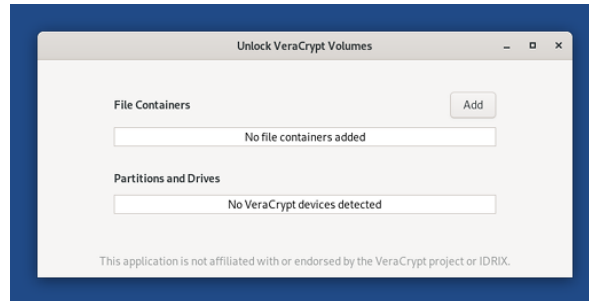 Unlock VeraCrypt Volumes
File Containers
Add
No file containers added
Partitions and Drives
No VeraCrypt devices detected
This application is not affiliated with or endorsed by the VeraCrypt project or IDRIX.